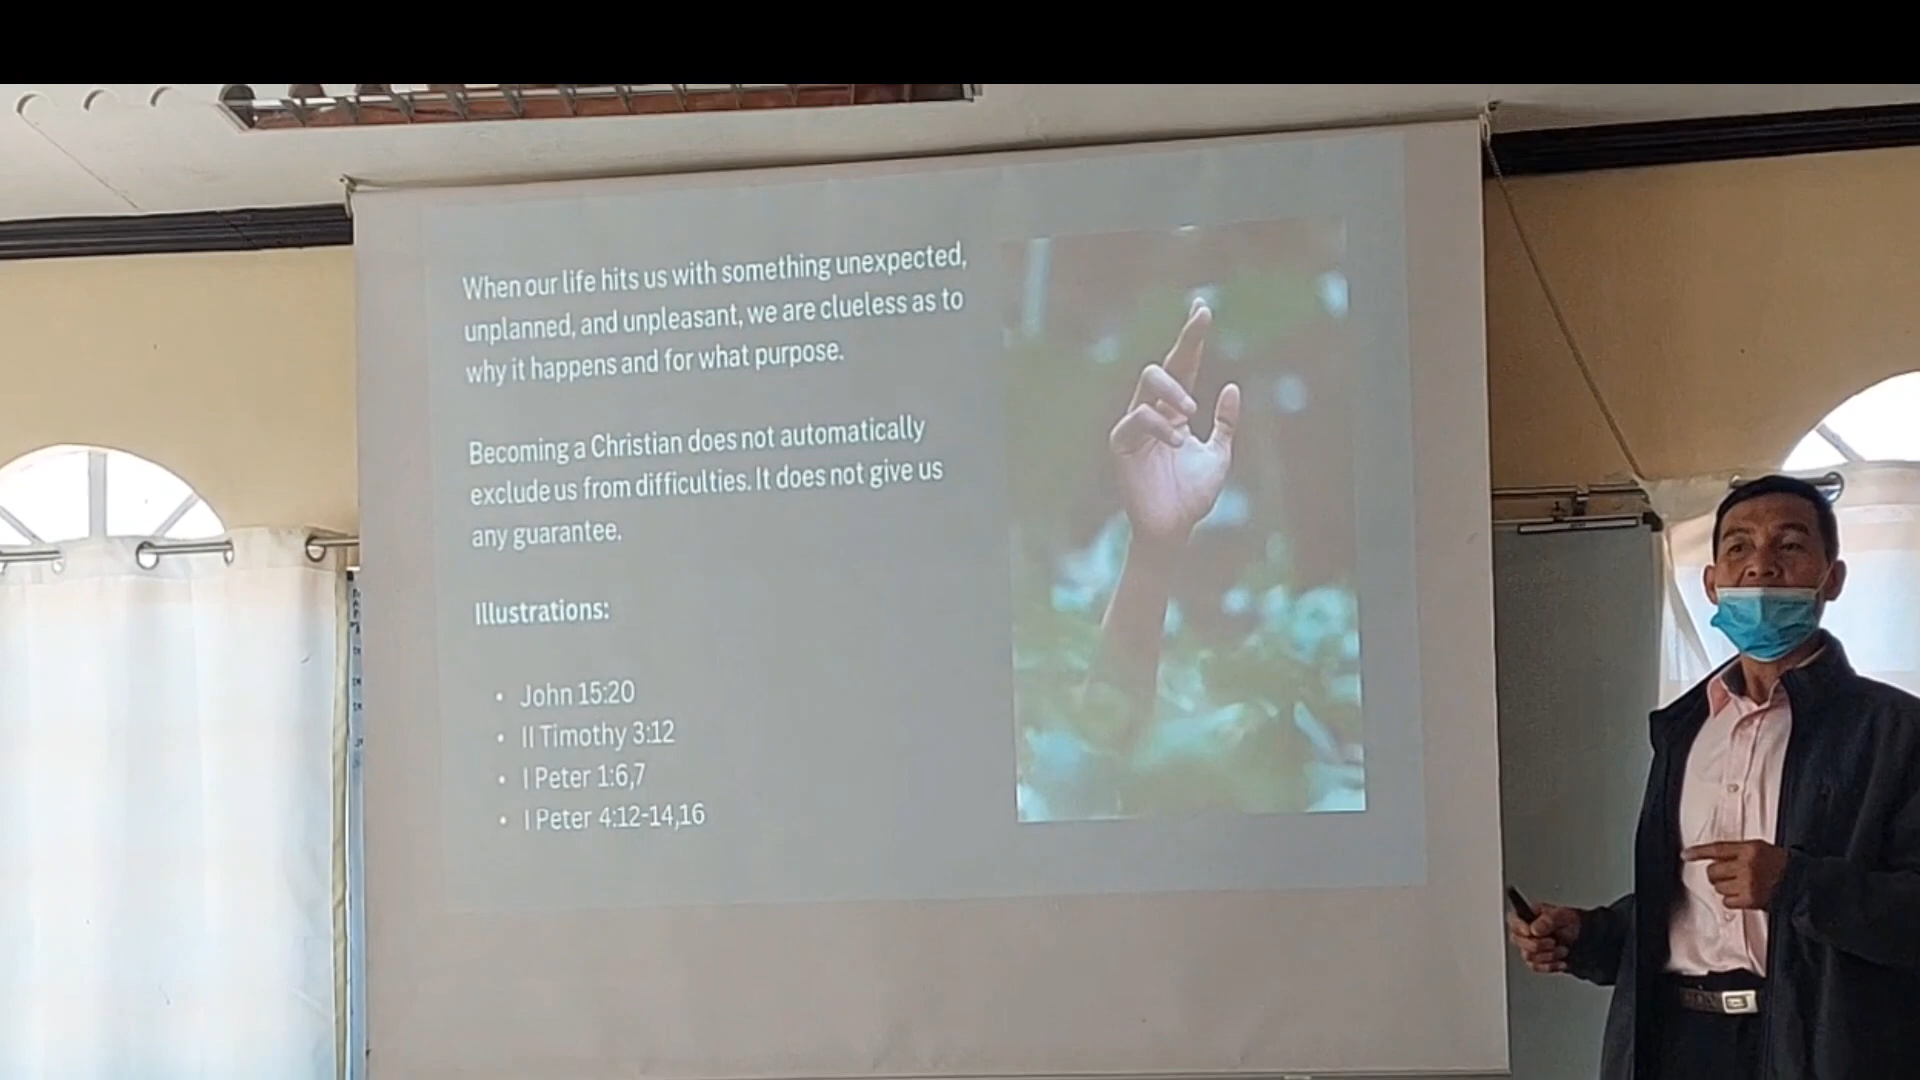 When our life hits us with something unexpected,
unplanned, and unpleasant, we are clueless as to
why it happens and for what purpose.
Becoming a Christian does not automatically
exclude us from difficulties. It does not give us
any guarantee.
Illustrations:
• John 15:20
• II Timothy 3:12
• I Peter 1:6,7
• I Peter 4:12-14,16